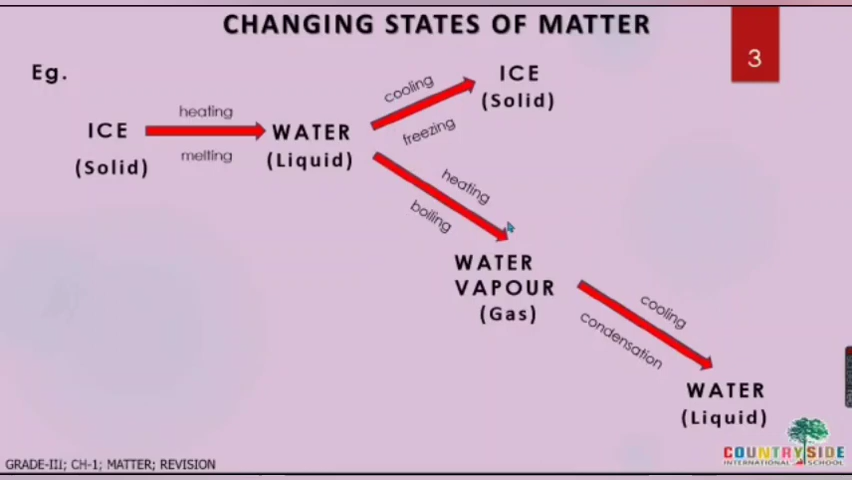 CHANGING STATES OF MATTER
3
Eg.
ICE
(Solid)
heating
melting
WATER
(Liquid)
cooling
freezing
ICE
(Solid)
heating
boiling
WATER
VAPOUR
(Gas)
cooling
condensation
WATER
(Liquid)
GRADE-III; CH-1; MATTER; REVISION
COUNTRYSIDE
INTERNATIONAL SCHOOL